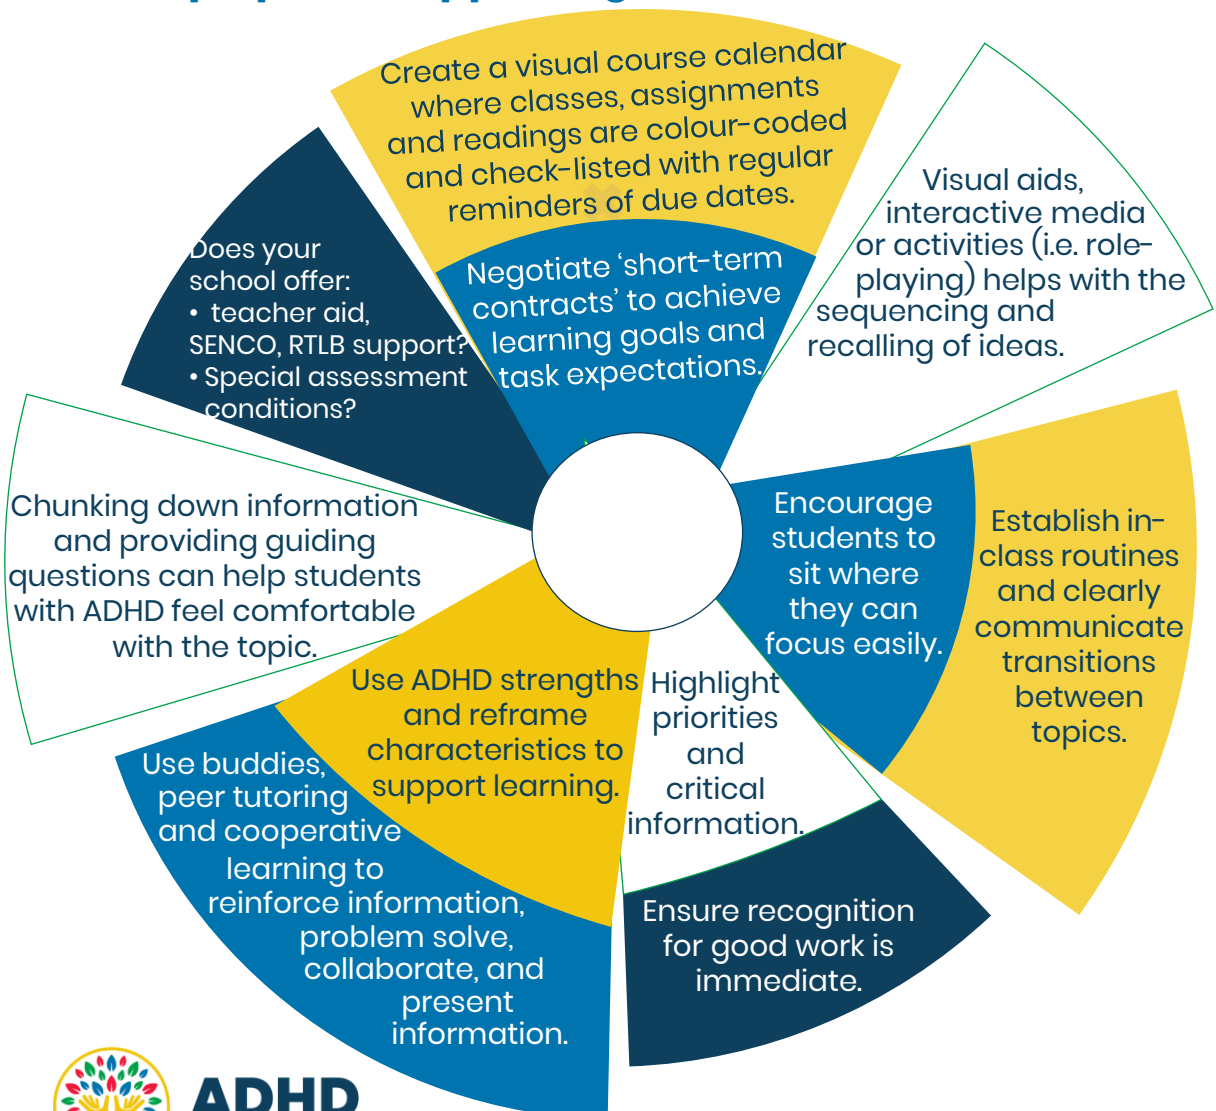 Create a visual course calendar
where classes, assignments
and readings are colour-coded
and check-listed with regular
reminders of due dates.
Negotiate ‘short-term
contracts’ to achieve
learning goals and
task expectations.
Visual aids,
interactive media
or activities (i.e. role-
playing) helps with the
sequencing and
recalling of ideas.
Does your
school offer:
• teacher aid,
SENCO, RTLB support?
• Special assessment
conditions?
Encourage
students to
sit where
they can
focus easily.
Establish in-
class routines
and clearly
communicate
transitions
between
topics.
Chunking down information
and providing guiding
questions can help students
with ADHD feel comfortable
with the topic.
Use ADHD strengths
and reframe
characteristics to
support learning.
Highlight
priorities
and
critical
information.
Use buddies,
peer tutoring
and cooperative
learning to
reinforce information,
problem solve,
collaborate, and
present
information.
Ensure recognition
for good work is
immediate.
ADHD